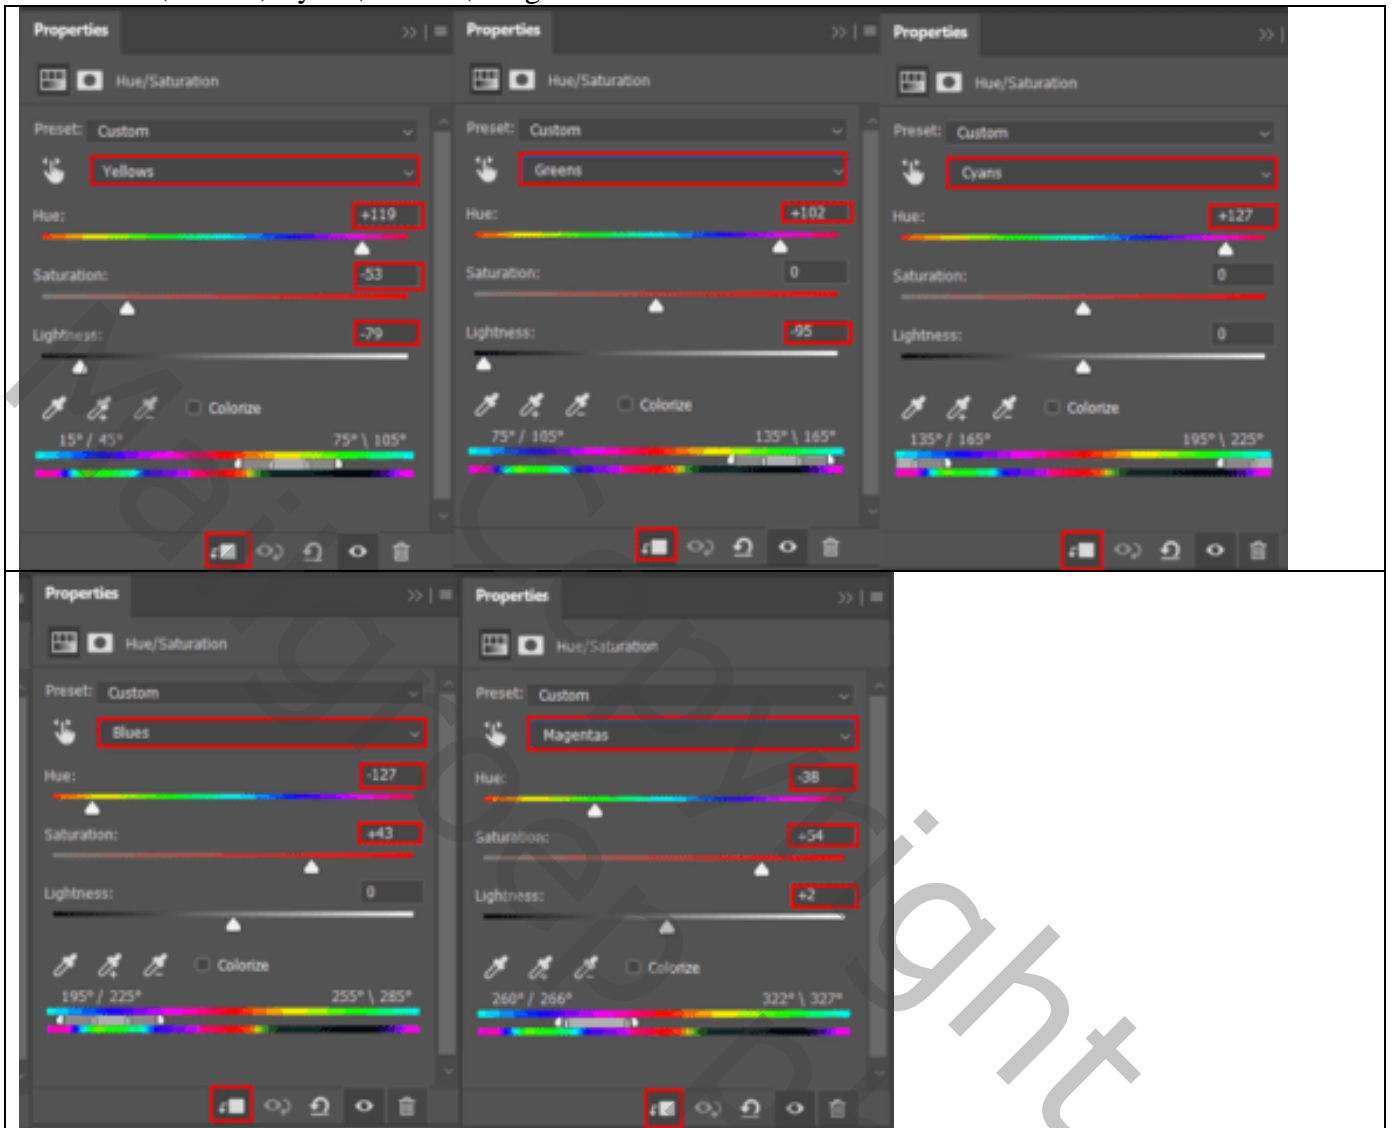 Properties
Hue/Saturation
Preset: Custom
Yellows
Hue: +119
Saturation: -53
Lightness: -79
Colorize
15° / 45° 75° \ 105°
Properties
Hue/Saturation
Preset: Custom
Greens
Hue: +102
Saturation: 0
Lightness: -95
Colorize
75° / 105° 135° \ 165°
Properties
Hue/Saturation
Preset: Custom
Cyans
Hue: +127
Saturation: 0
Lightness: 0
Colorize
135° / 165° 195° \ 225°
Properties
Hue/Saturation
Preset: Custom
Blues
Hue: -127
Saturation: +43
Lightness: 0
Colorize
195° / 225° 255° \ 285°
Properties
Hue/Saturation
Preset: Custom
Magentas
Hue: -38
Saturation: +54
Lightness: +2
Colorize
260° / 266° 322° \ 327°
Copyright